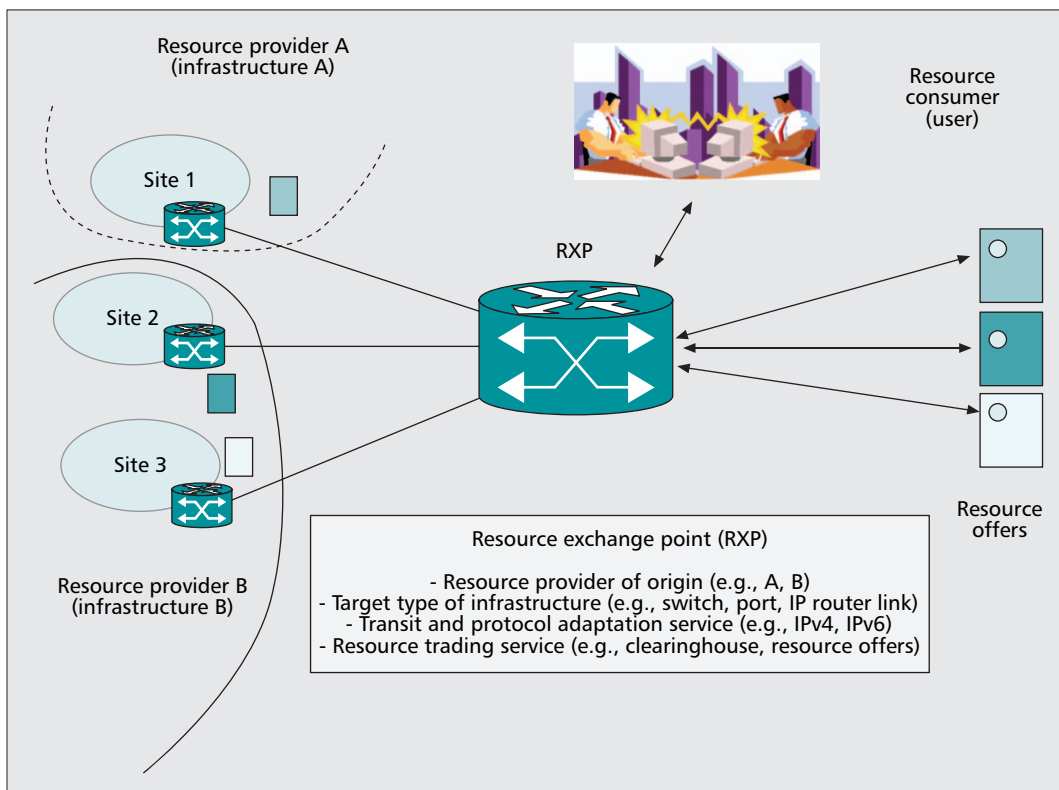 Resource provider A
(infrastructure A)
Resource
consumer
(user)
Site 1
RXP
Site 2
Site 3
Resource provider B
(infrastructure B)
Resource
offers
Resource exchange point (RXP)
- Resource provider of origin (e.g., A, B)
- Target type of infrastructure (e.g., switch, port, IP router link)
- Transit and protocol adaptation service (e.g., IPv4, IPv6)
- Resource trading service (e.g., clearinghouse, resource offers)